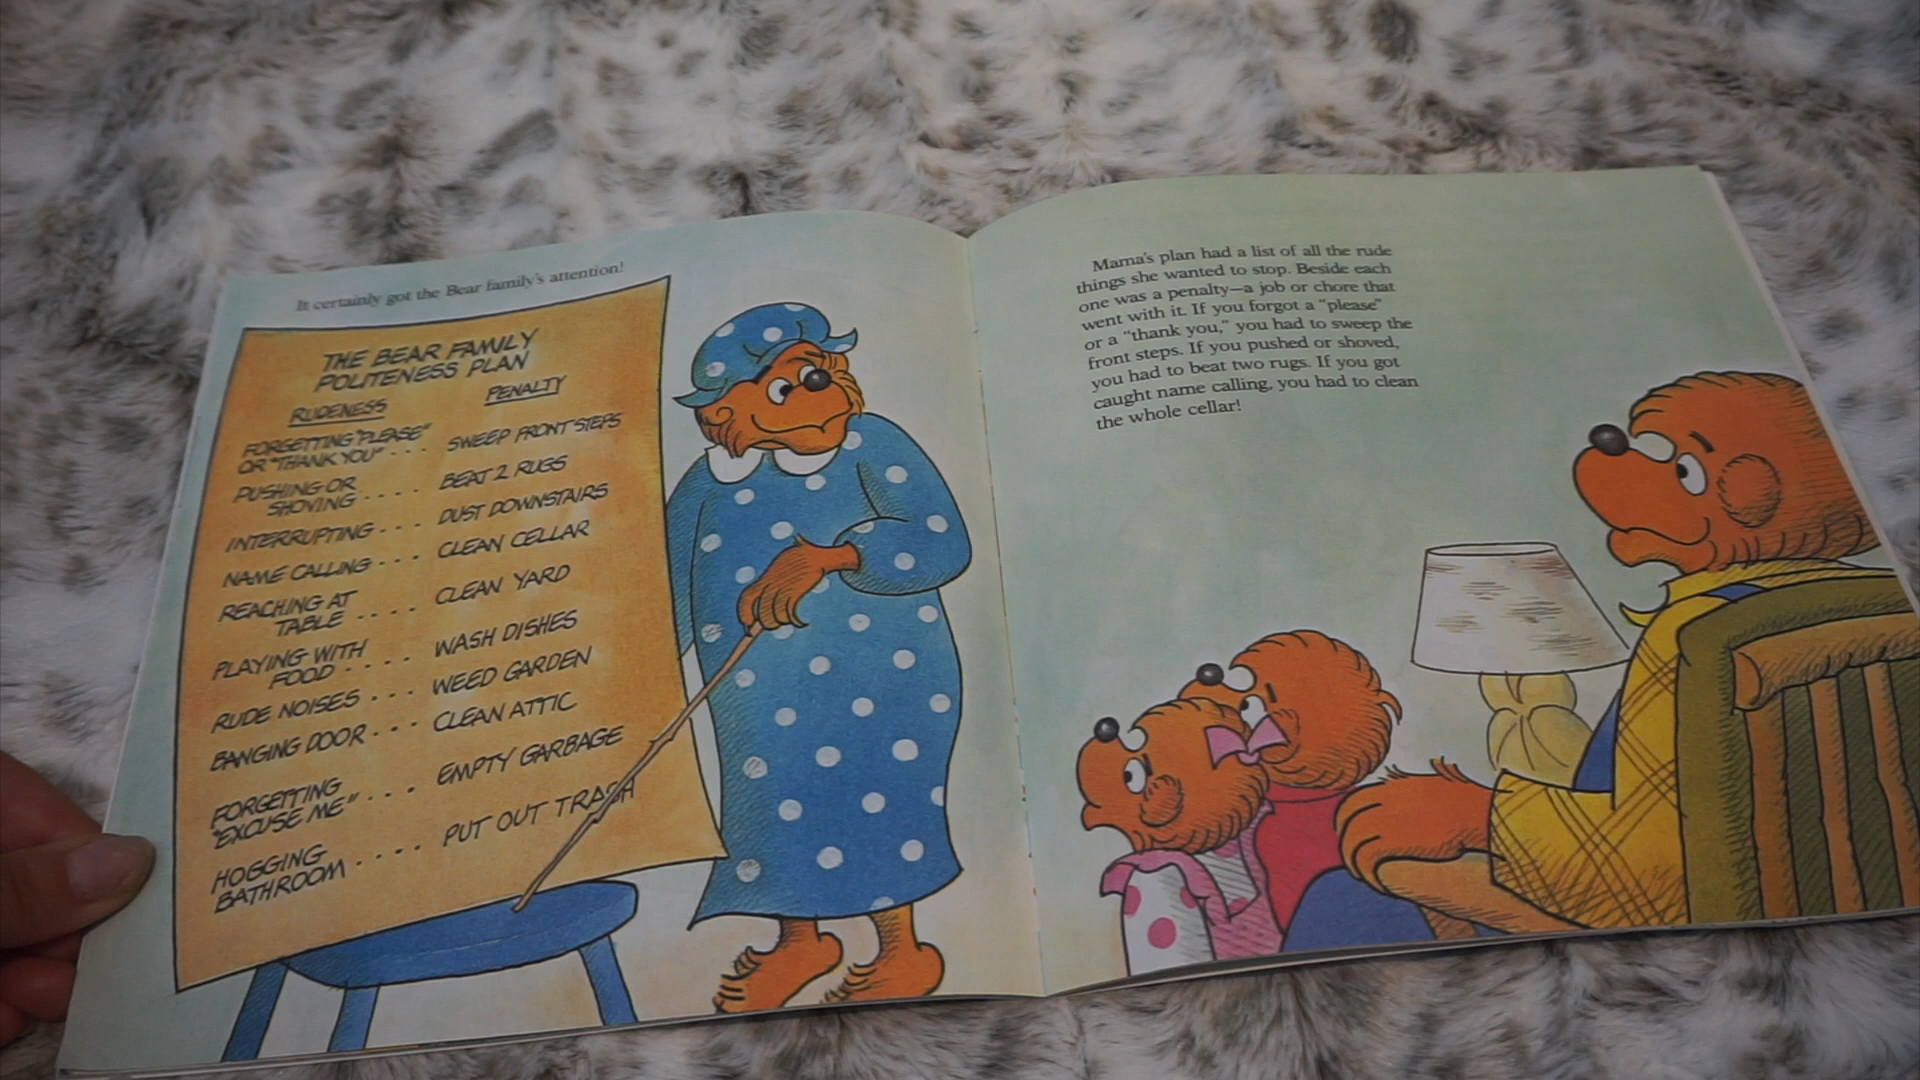 It certainly got the Bear family's attention!
THE BEAR FAMILY
POLITENESS PLAN
RUDENESS PENALTY
FORGETTING "PLEASE"
OR "THANK YOU" . . . SWEEP FRONT STEPS
PUSHING OR
SHOVING . . . . BEAT 2 RUGS
INTERRUPTING . . . DUST DOWNSTAIRS
NAME CALLING . . . CLEAN CELLAR
REACHING AT
TABLE . . . . CLEAN YARD
PLAYING WITH
FOOD . . . . WASH DISHES
RUDE NOISES . . . WEED GARDEN
BANGING DOOR . . . CLEAN ATTIC
FORGETTING
"EXCUSE ME" . . . EMPTY GARBAGE
HOGGING
BATHROOM . . . . PUT OUT TRASH
Mama's plan had a list of all the rude
things she wanted to stop. Beside each
one was a penalty—a job or chore that
went with it. If you forgot a "please"
or a "thank you," you had to sweep the
front steps. If you pushed or shoved,
you had to beat two rugs. If you got
caught name calling, you had to clean
the whole cellar!